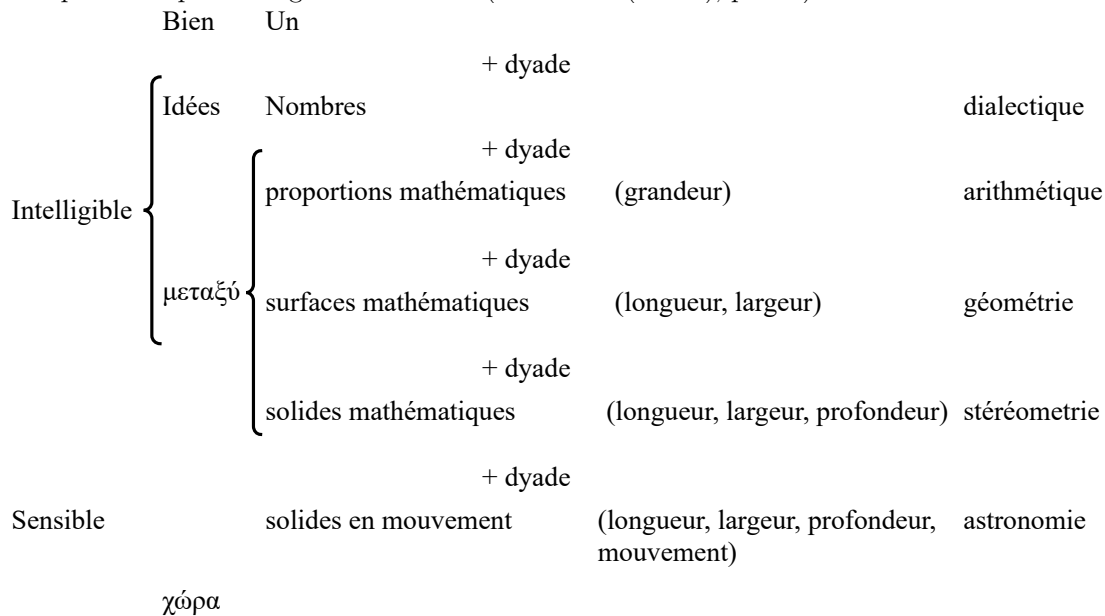 Bien Un
+ dyade
Idées Nombres dialectique
+ dyade
proportions mathématiques (grandeur) arithmétique
Intelligible
+ dyade
μεταξύ
surfaces mathématiques (longueur, largeur) géométrie
+ dyade
solides mathématiques (longueur, largeur, profondeur) stéréometrie
+ dyade
Sensible solides en mouvement (longueur, largeur, profondeur, astronomie
mouvement)
χώρα